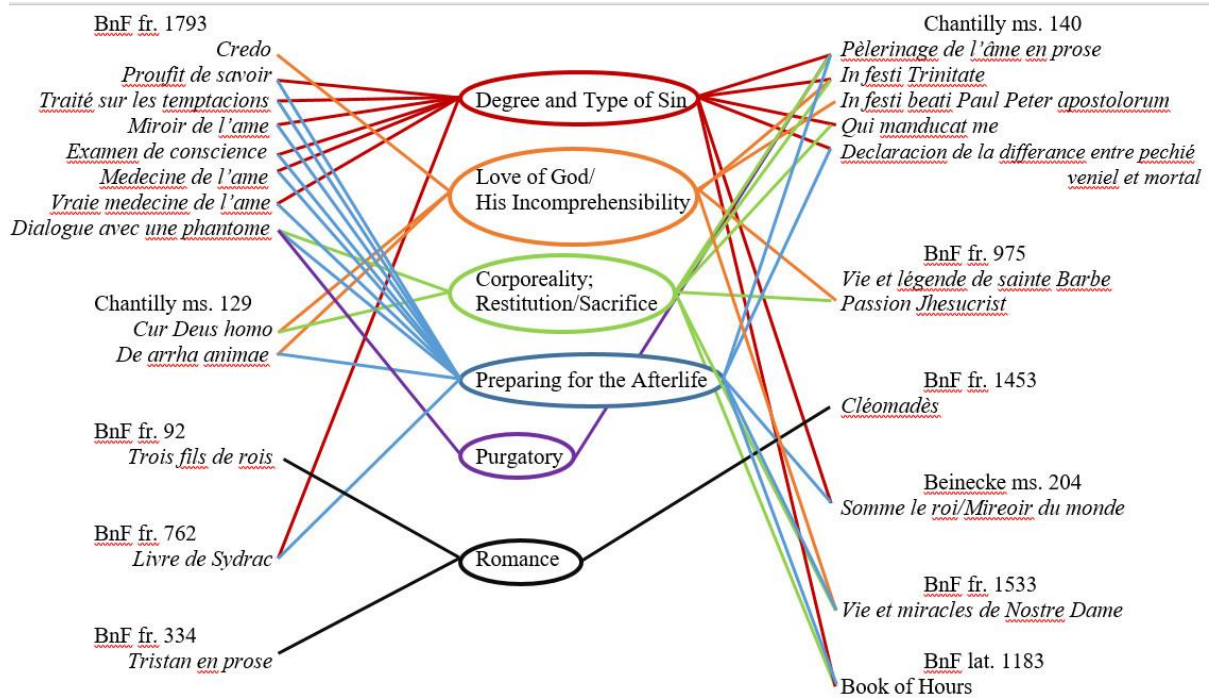 BnF fr. 1793
Credo
Proufit de savoir
Traité sur les temptacions
Miroir de l’ame
Examen de conscience
Medecine de l’ame
Vraie medecine de l’ame
Dialogue avec une phantome
Chantilly ms. 129
Cur Deus homo
De arrha animae
BnF fr. 92
Trois fils de rois
BnF fr. 762
Livre de Sydrac
BnF fr. 334
Tristan en prose
Degree and Type of Sin
Love of God/
His Incomprehensibility
Corporeality;
Restitution/Sacrifice
Preparing for the Afterlife
Purgatory
Romance
Chantilly ms. 140
Pèlerinage de l’âme en prose
In festi Trinitate
In festi beati Paul Peter apostolorum
Qui manducat me
Declaracion de la differance entre pechié
veniel et mortal
BnF fr. 975
Vie et légende de sainte Barbe
Passion Jhesucrist
BnF fr. 1453
Cléomadès
Beinecke ms. 204
Somme le roi/Mireoir du monde
BnF fr. 1533
Vie et miracles de Nostre Dame
BnF lat. 1183
Book of Hours